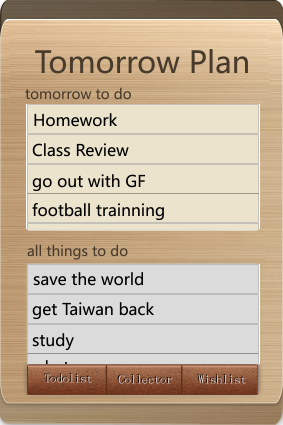 Tomorrow Plan
tomorrow to do
Homework
Class Review
go out with GF
football trainning
all things to do
save the world
get Taiwan back
study
Todolist Collector Wishlist